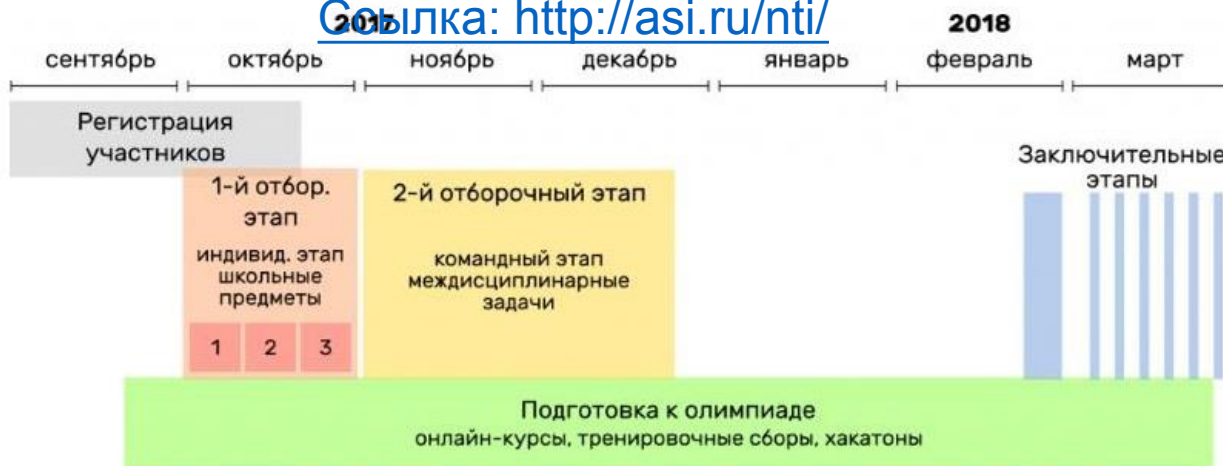 Ссылка: http://asi.ru/nti/
2017
2018
сентябрь октябрь ноябрь декабрь январь февраль март
Регистрация
участников
1-й отбор.
этап
индивид. этап
школьные
предметы
1 2 3
2-й отборочный этап
командный этап
междисциплинарные
задачи
Заключительные
этапы
Подготовка к олимпиаде
онлайн-курсы, тренировочные сборы, хакатоны